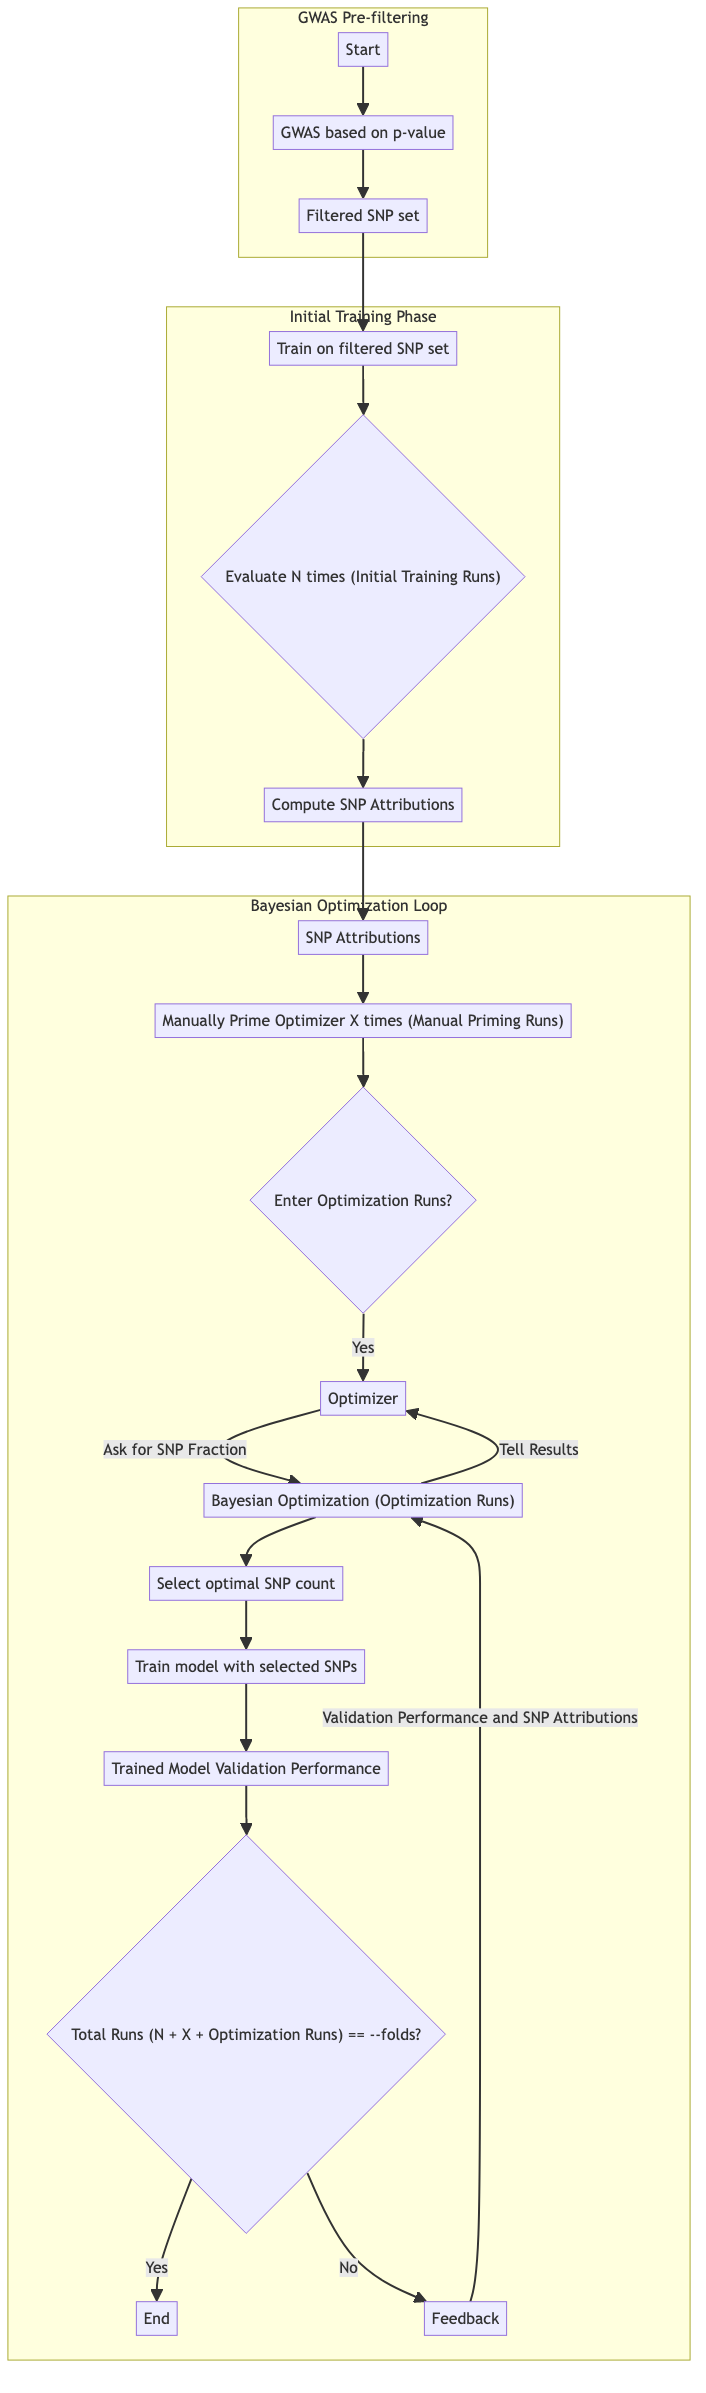 GWAS Pre-filtering
Start
GWAS based on p-value
Filtered SNP set
Initial Training Phase
Train on filtered SNP set
Evaluate N times (Initial Training Runs)
Compute SNP Attributions
Bayesian Optimization Loop
SNP Attributions
Manually Prime Optimizer X times (Manual Priming Runs)
Enter Optimization Runs?
Yes
Optimizer
Ask for SNP Fraction
Tell Results
Bayesian Optimization (Optimization Runs)
Select optimal SNP count
Train model with selected SNPs
Validation Performance and SNP Attributions
Trained Model Validation Performance
Total Runs (N + X + Optimization Runs) == --folds?
Yes
No
End
Feedback